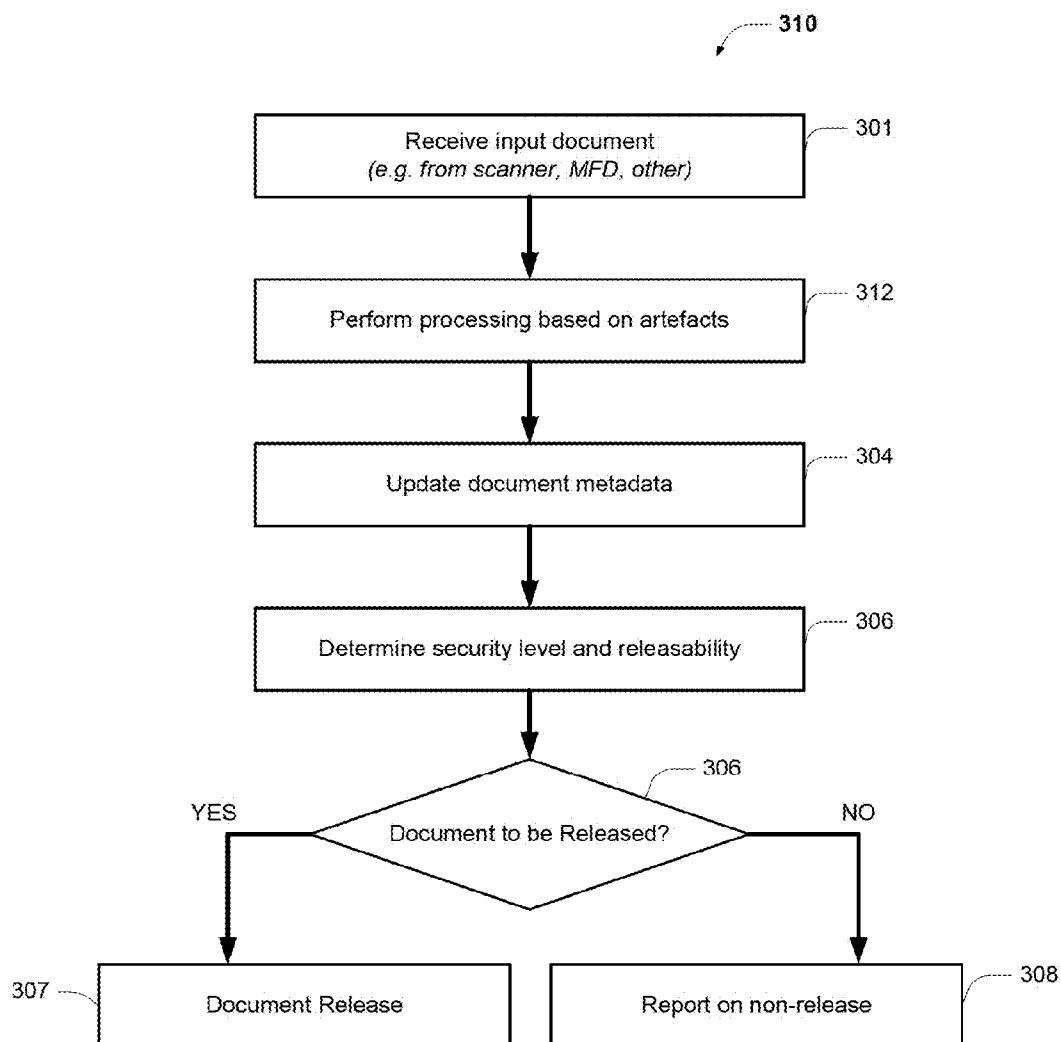 310
Receive input document
(e.g. from scanner, MFD, other)
301
Perform processing based on artefacts
312
Update document metadata
304
Determine security level and releasability
306
306
YES
Document to be Released?
NO
307
Document Release
Report on non-release
308